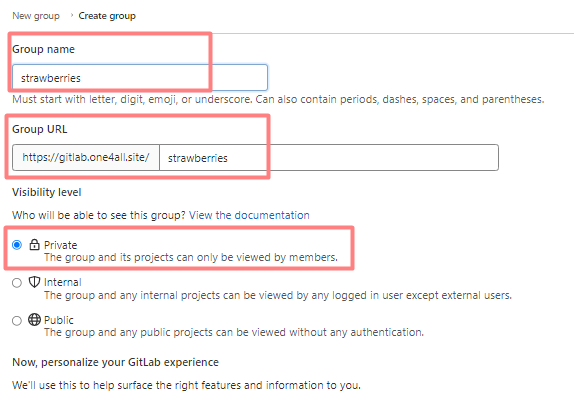 New group › Create group
Group name
strawberries
Must start with letter, digit, emoji, or underscore. Can also contain periods, dashes, spaces, and parentheses.
Group URL
https://gitlab.one4all.site/ strawberries
Visibility level
Who will be able to see this group? View the documentation
Private
The group and its projects can only be viewed by members.
Internal
The group and any internal projects can be viewed by any logged in user except external users.
Public
The group and any public projects can be viewed without any authentication.
Now, personalize your GitLab experience
We'll use this to help surface the right features and information to you.